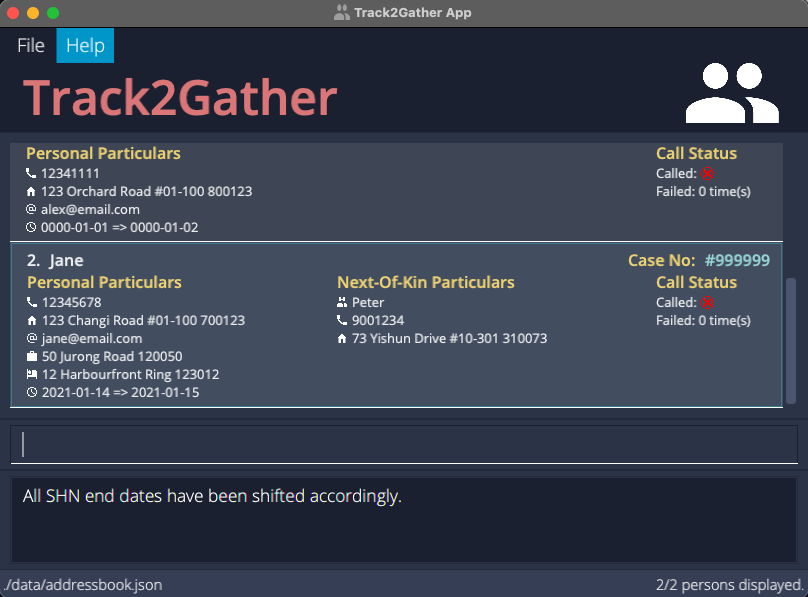 Track2Gather App
File Help
Track2Gather
Personal Particulars Call Status
12341111 Called:
123 Orchard Road #01-100 800123 Failed: 0 time(s)
@ alex@email.com
0000-01-01 => 0000-01-02
2. Jane Case No: #999999
Personal Particulars Next-Of-Kin Particulars Call Status
12345678 Peter Called:
123 Changi Road #01-100 700123 9001234 Failed: 0 time(s)
@ jane@email.com 73 Yishun Drive #10-301 310073
50 Jurong Road 120050
12 Harbourfront Ring 123012
2021-01-14 => 2021-01-15
All SHN end dates have been shifted accordingly.
./data/addressbook.json 2/2 persons displayed.